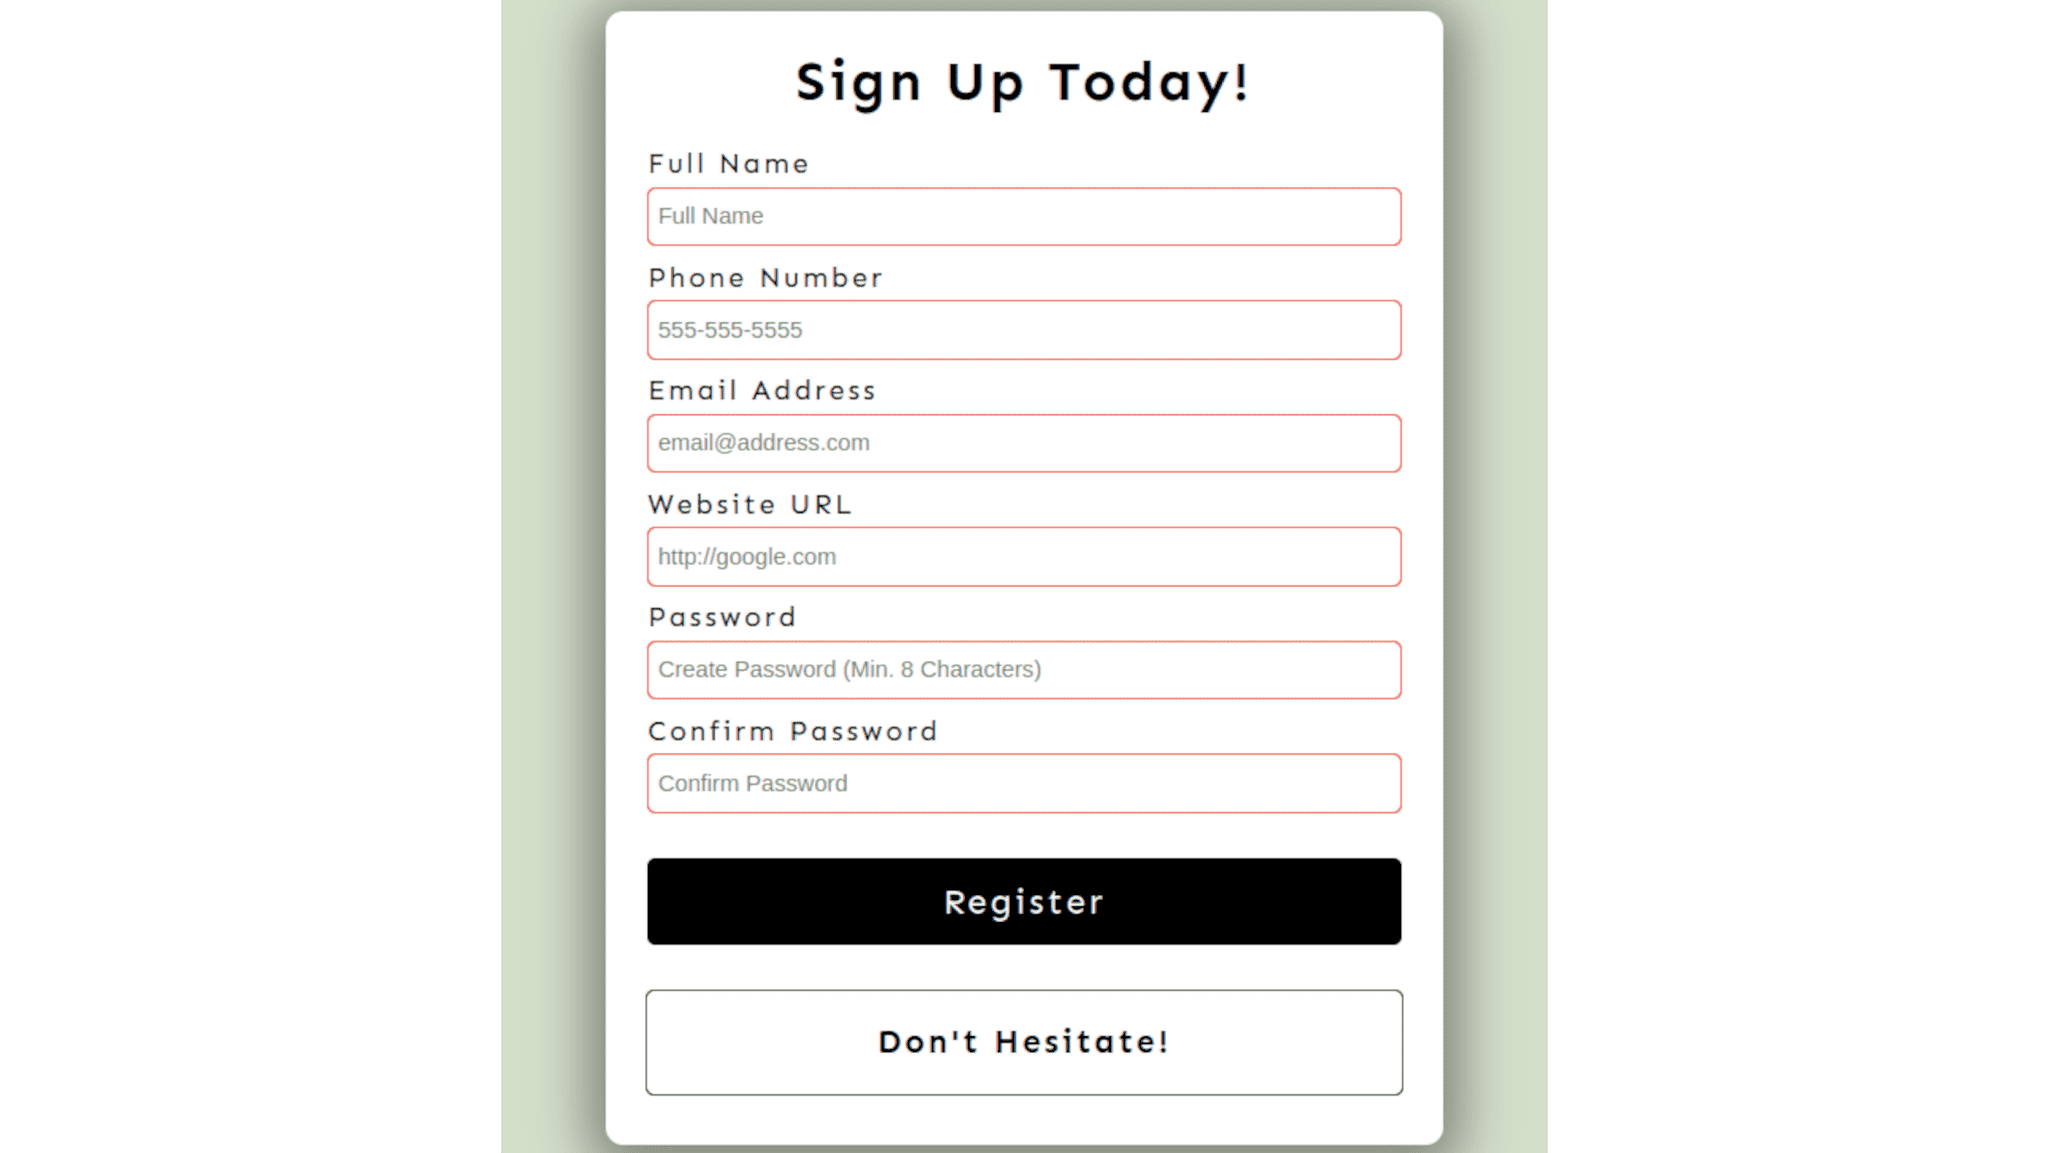 Sign Up Today!
Full Name
Full Name
Phone Number
555-555-5555
Email Address
email@address.com
Website URL
http://google.com
Password
Create Password (Min. 8 Characters)
Confirm Password
Confirm Password
Register
Don't Hesitate!